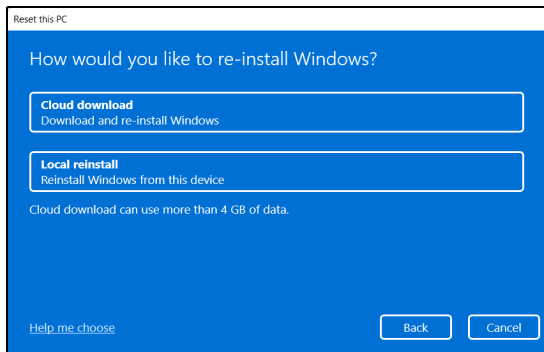 Reset this PC
How would you like to re-install Windows?
Cloud download
Download and re-install Windows
Local reinstall
Reinstall Windows from this device
Cloud download can use more than 4 GB of data.
Help me choose
Back
Cancel